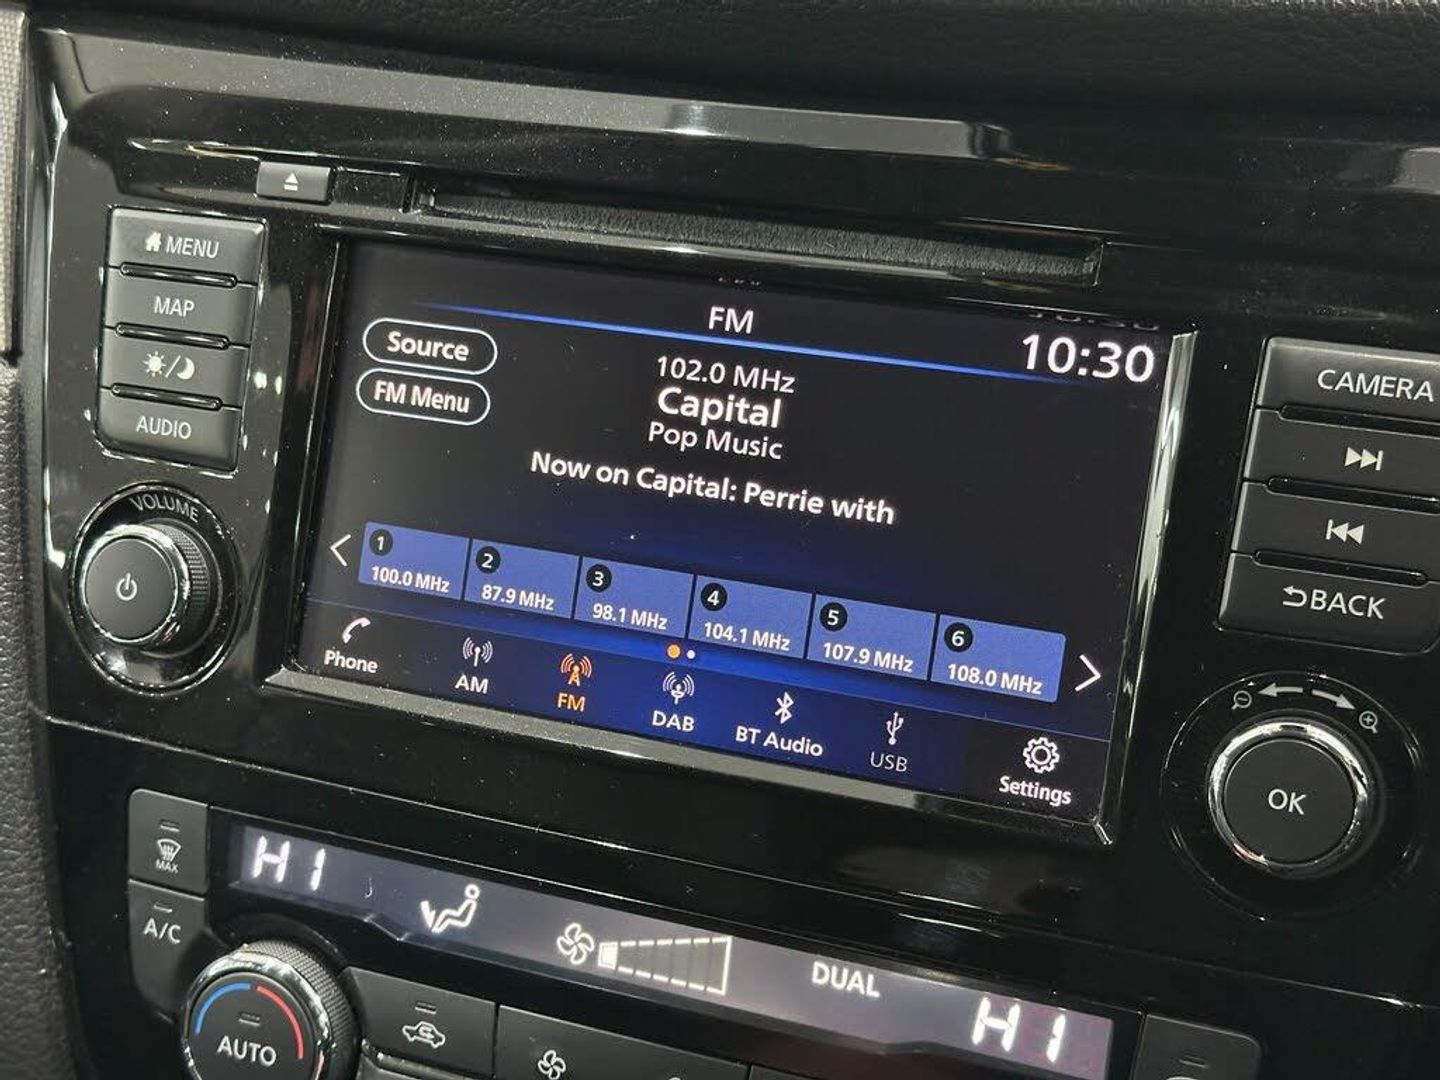 MENU
MAP
AUDIO
VOLUME
FM
10:30
Source
FM Menu
102.0 MHz
Capital
Pop Music
Now on Capital: Perrie with
1
100.0 MHz
2
87.9 MHz
3
98.1 MHz
4
104.1 MHz
5
107.9 MHz
6
108.0 MHz
Phone
AM
FM
DAB
BT Audio
USB
Settings
CAMERA
BACK
OK
MAX
A/C
HI
DUAL
HI
AUTO